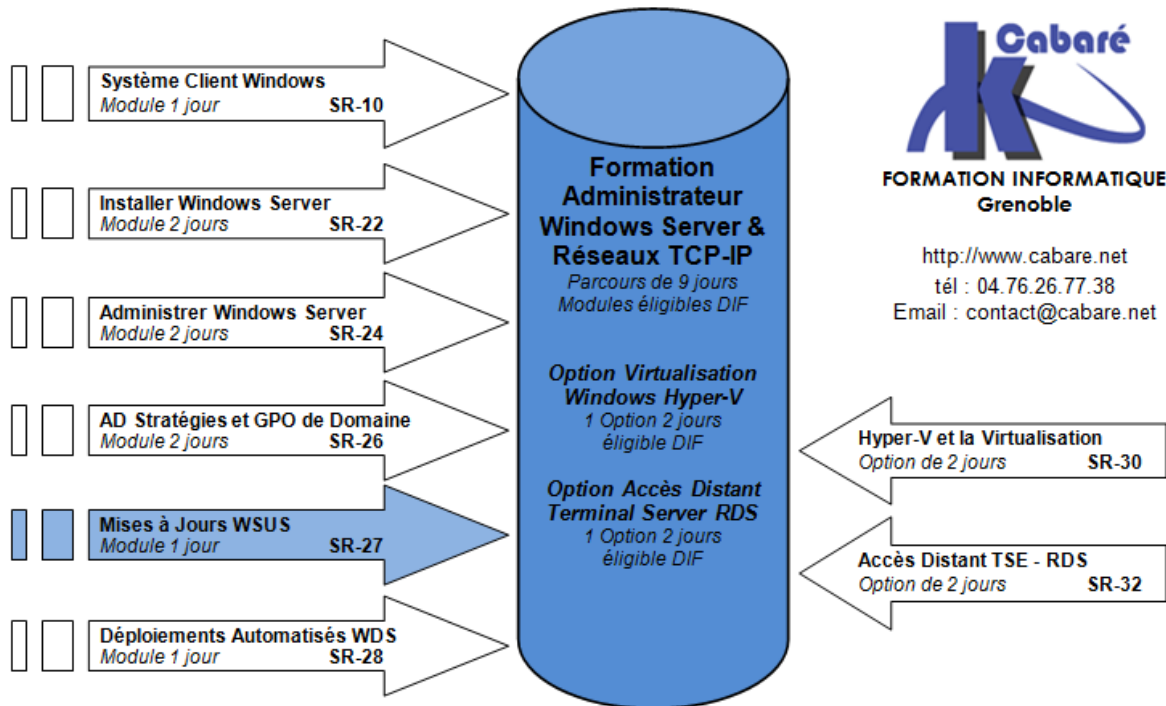 Système Client Windows
Module 1 jour SR-10
Installer Windows Server
Module 2 jours SR-22
Administrer Windows Server
Module 2 jours SR-24
AD Stratégies et GPO de Domaine
Module 2 jours SR-26
Mises à Jours WSUS
Module 1 jour SR-27
Déploiements Automatisés WDS
Module 1 jour SR-28
Formation
Administrateur
Windows Server &
Réseaux TCP-IP
Parcours de 9 jours
Modules éligibles DIF
Option Virtualisation
Windows Hyper-V
1 Option 2 jours
éligible DIF
Option Accès Distant
Terminal Server RDS
1 Option 2 jours
éligible DIF
Cabaré
FORMATION INFORMATIQUE
Grenoble
http://www.cabare.net
tél : 04.76.26.77.38
Email : contact@cabare.net
Hyper-V et la Virtualisation
Option de 2 jours SR-30
Accès Distant TSE - RDS
Option de 2 jours SR-32